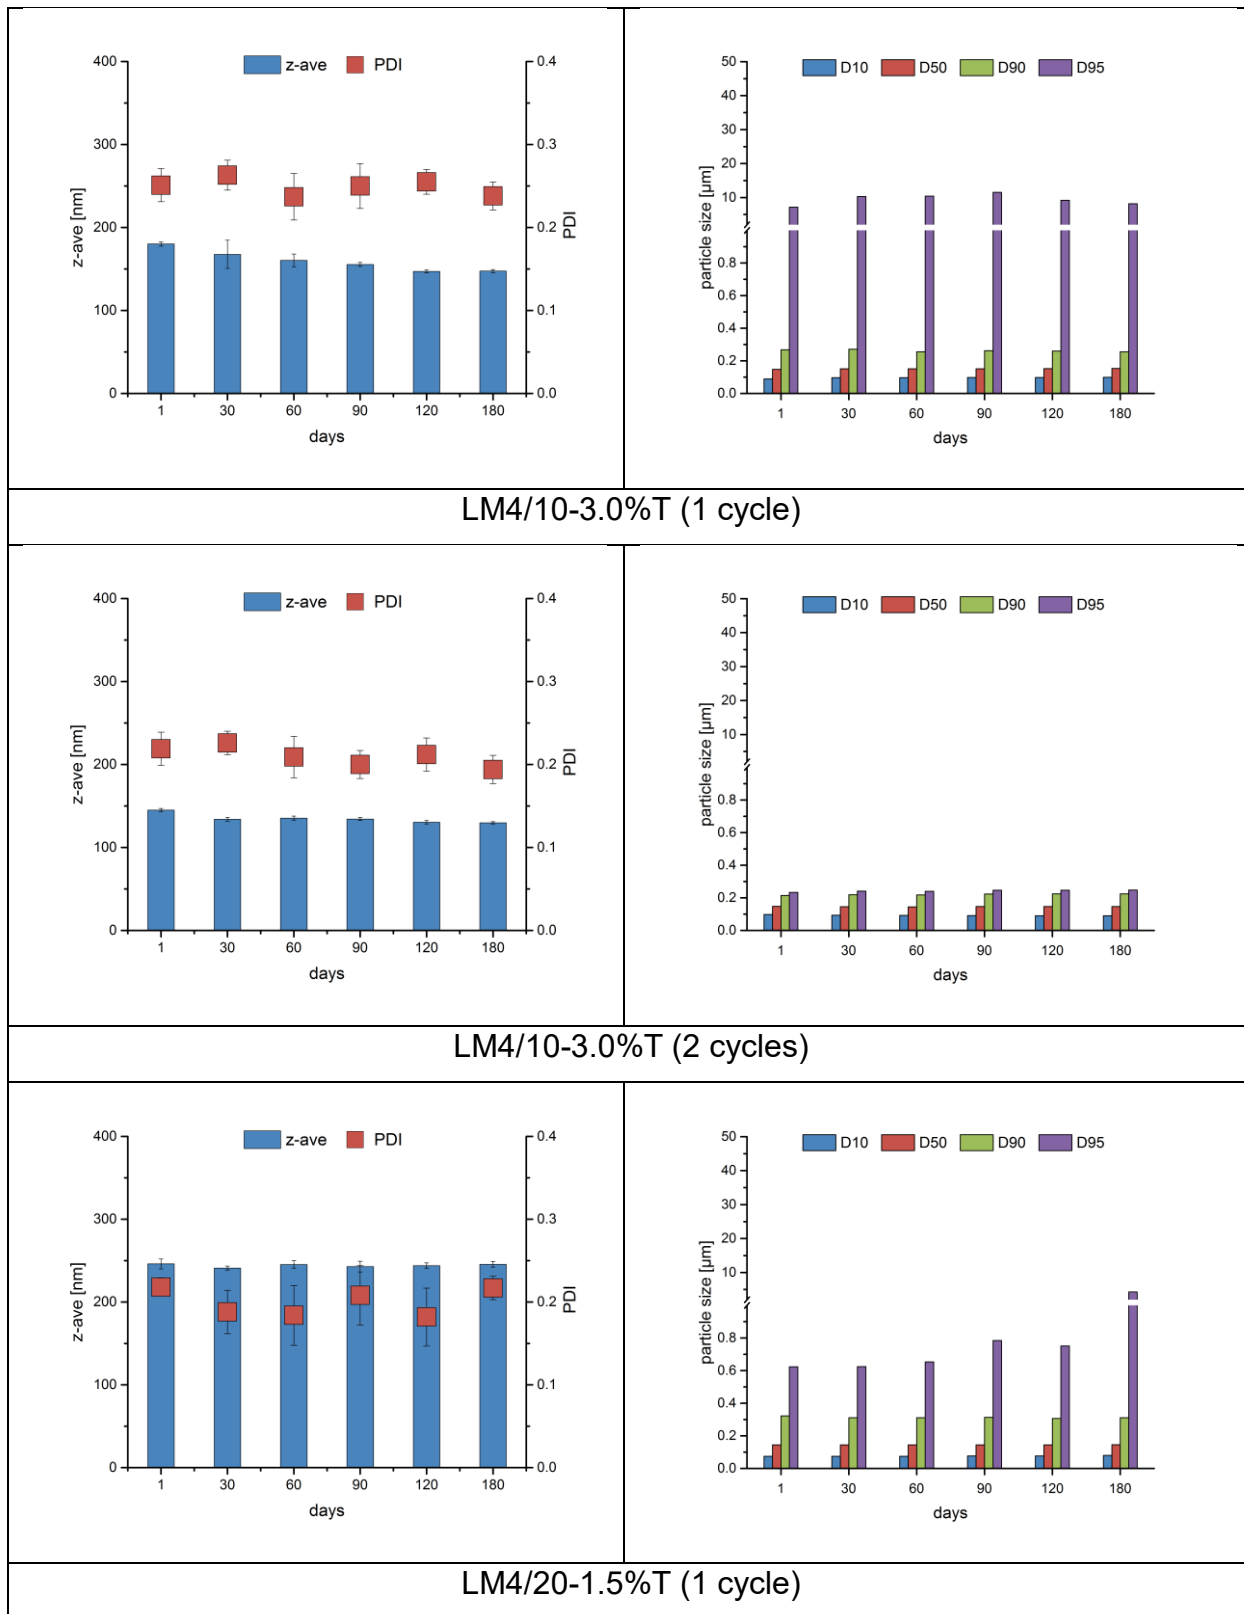 z-ave PDI
400
300
200
100
0
z-ave [nm]
0.4
0.3
0.2
0.1
0.0
PDI
1 30 60 90 120 180
days
D10 D50 D90 D95
50
40
30
20
10
0.8
0.6
0.4
0.2
0.0
particle size [µm]
1 30 60 90 120 180
days
LM4/10-3.0%T (1 cycle)
z-ave PDI
400
300
200
100
0
z-ave [nm]
0.4
0.3
0.2
0.1
0.0
PDI
1 30 60 90 120 180
days
D10 D50 D90 D95
50
40
30
20
10
0.8
0.6
0.4
0.2
0.0
particle size [µm]
1 30 60 90 120 180
days
LM4/10-3.0%T (2 cycles)
z-ave PDI
400
300
200
100
0
z-ave [nm]
0.4
0.3
0.2
0.1
0.0
PDI
1 30 60 90 120 180
days
D10 D50 D90 D95
50
40
30
20
10
0.8
0.6
0.4
0.2
0.0
particle size [µm]
1 30 60 90 120 180
days
LM4/20-1.5%T (1 cycle)